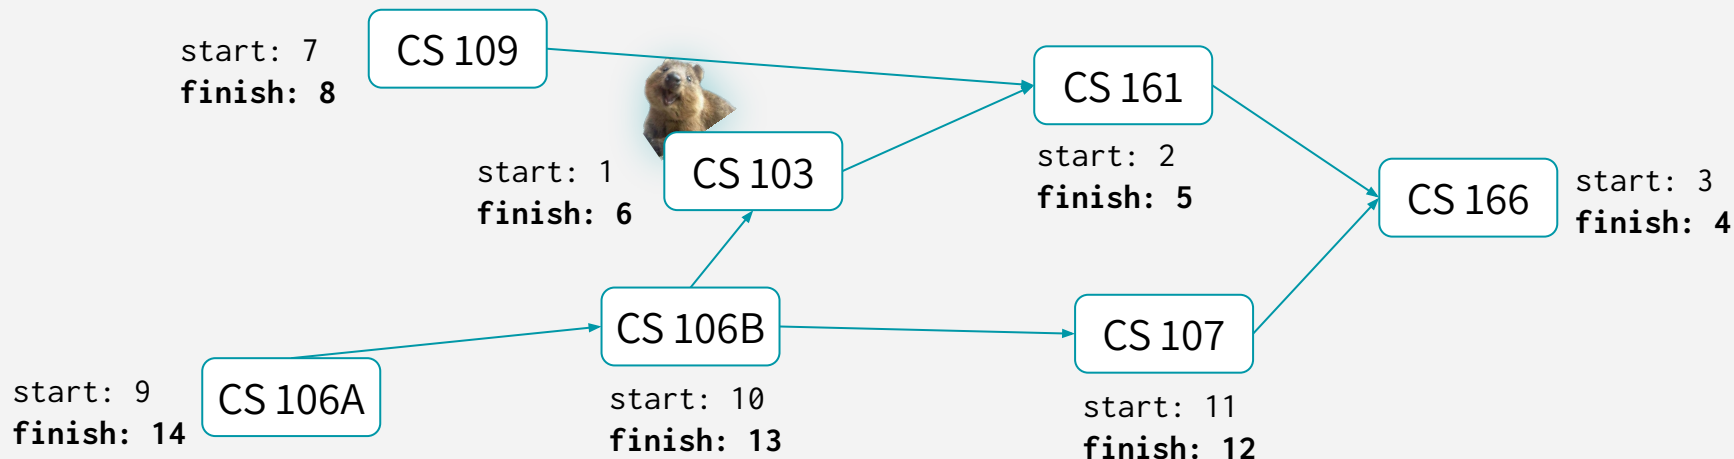 start: 7
finish: 8
CS 109
CS 161
start: 2
finish: 5
start: 1
finish: 6
CS 103
CS 166
start: 3
finish: 4
CS 106B
start: 10
finish: 13
CS 107
start: 11
finish: 12
start: 9
finish: 14
CS 106A